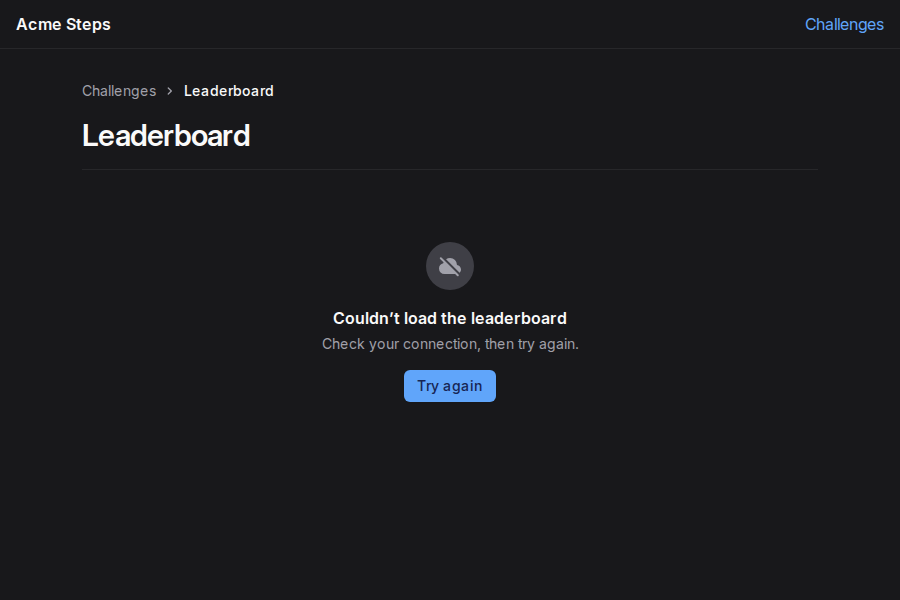 Acme Steps
Challenges
Challenges > Leaderboard
Leaderboard
Couldn’t load the leaderboard
Check your connection, then try again.
Try again